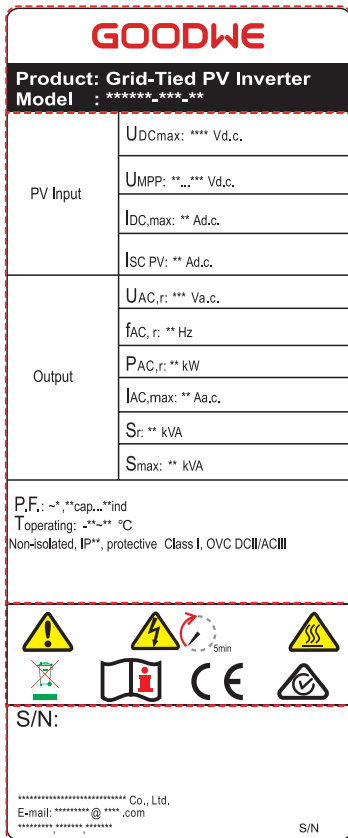 GOODWE
Product: Grid-Tied PV Inverter
Model : ******-***-**
PV Input
UDCmax: **** Vd.c.
UMPP: **...*** Vd.c.
IDC,max: ** Ad.c.
ISC PV: ** Ad.c.
Output
UAC,r: *** Va.c.
fAC, r: ** Hz
PAC,r: ** kW
IAC,max: ** Aa.c.
Sr: ** kVA
Smax: ** kVA
P.F.: ~*,**cap...**ind
Toperating: -**~** °C
Non-isolated, IP**, protective Class I, OVC DCII/ACIII
5min
CE
S/N:
*************************** Co., Ltd.
E-mail: ********* @ **** .com
*********,*******,*******
S/N